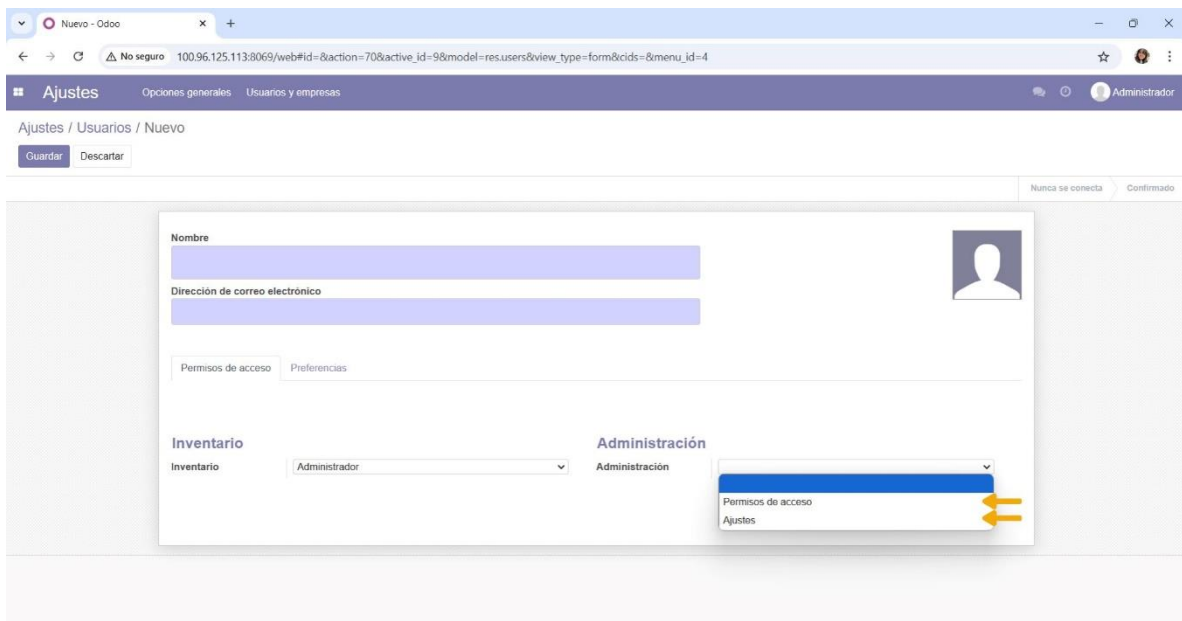 Nuevo - Odoo
No seguro 100.96.125.113:8069/web#id=&action=70&active_id=9&model=res.users&view_type=form&cids=&menu_id=4
Ajustes Opciones generales Usuarios y empresas Administrador
Ajustes / Usuarios / Nuevo
Guardar Descartar
Nunca se conecta Confirmado
Nombre
Dirección de correo electrónico
Permisos de acceso Preferencias
Inventario Administración
Inventario Administrador Administración
Permisos de acceso
Ajustes